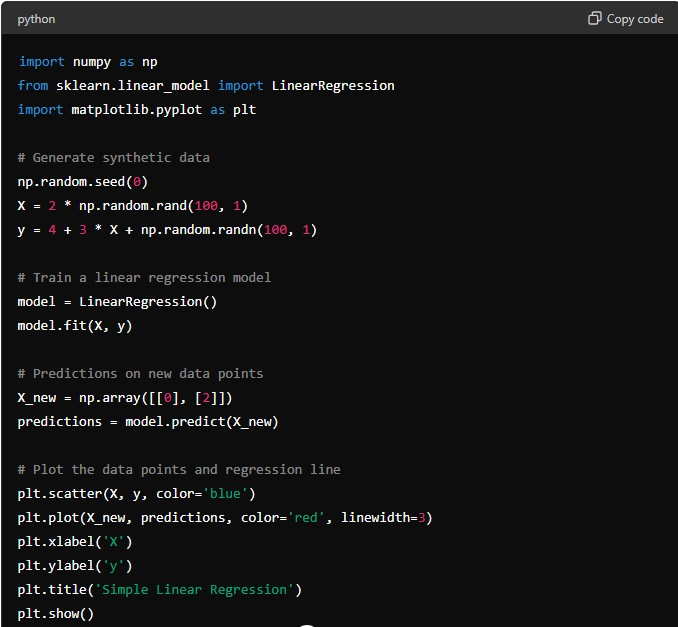 python
Copy code
import numpy as np
from sklearn.linear_model import LinearRegression
import matplotlib.pyplot as plt
# Generate synthetic data
np.random.seed(0)
X = 2 * np.random.rand(100, 1)
y = 4 + 3 * X + np.random.randn(100, 1)
# Train a linear regression model
model = LinearRegression()
model.fit(X, y)
# Predictions on new data points
X_new = np.array([[0], [2]])
predictions = model.predict(X_new)
# Plot the data points and regression line
plt.scatter(X, y, color='blue')
plt.plot(X_new, predictions, color='red', linewidth=3)
plt.xlabel('X')
plt.ylabel('y')
plt.title('Simple Linear Regression')
plt.show()